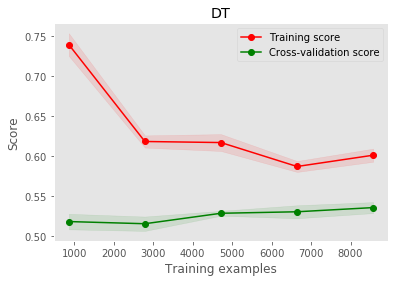 DT
Training score
Cross-validation score
Score
0.75
0.70
0.65
0.60
0.55
0.50
1000 2000 3000 4000 5000 6000 7000 8000
Training examples